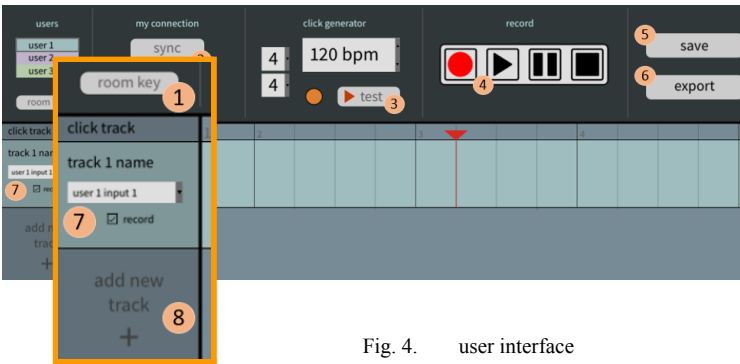 users
my connection
click generator
record
user 1
user 2
user 3
sync
4
120 bpm
5
save
room key
4
test
3
4
6
export
room
1
click track
click track
1
2
3
4
track 1 name
user 1 input 1
7
record
track 1
user 1 input 1
7
add new
track
+
8
+
Fig. 4. user interface